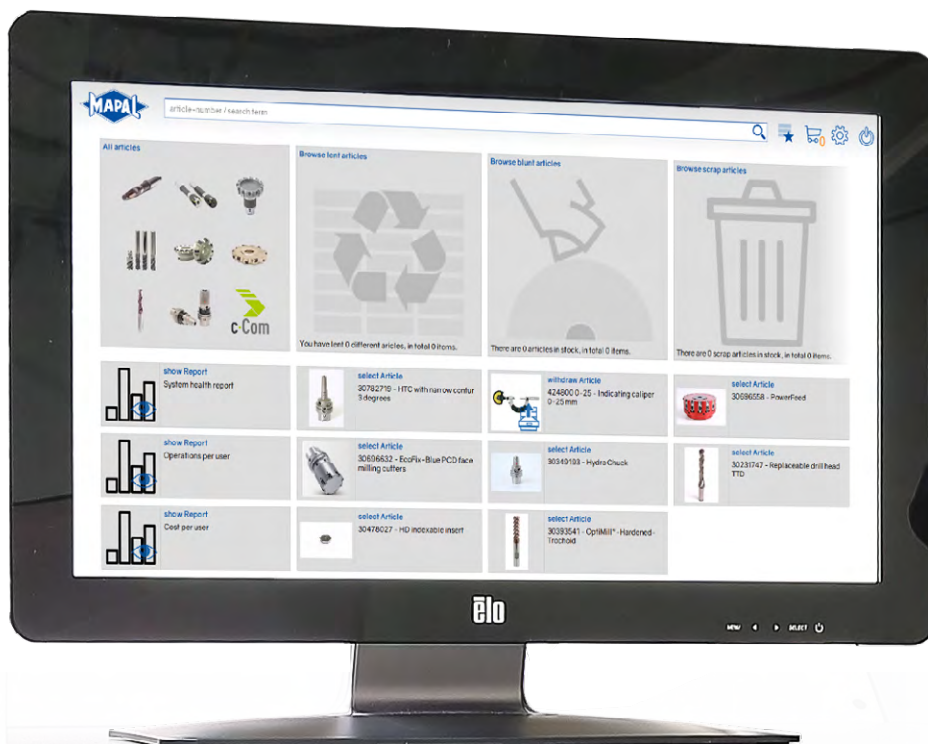 MAPAL
article-number / search term
0
All articles
c-Com
Browse lent articles
You have lent 0 different articles, in total 0 items.
Browse blunt articles
There are 0 articles in stock, in total 0 items.
Browse scrap articles
There are 0 scrap articles in stock, in total 0 items.
show Report
System health report
select Article
30782719 - HTC with narrow contur
3 degrees
withdraw Article
424800 0-25 - Indicating caliper
0-25 mm
select Article
30696558 - PowerFeed
show Report
Operations per user
select Article
30696632 - EcoFix-Blue PCD face
milling cutters
select Article
30349193 - HydroChuck
select Article
30231747 - Replaceable drill head
TTD
show Report
Cost per user
select Article
30478027 - HD indexable insert
select Article
30393541 - OptiMill®-Hardened-
Trochoid
elo
MENU
SELECT